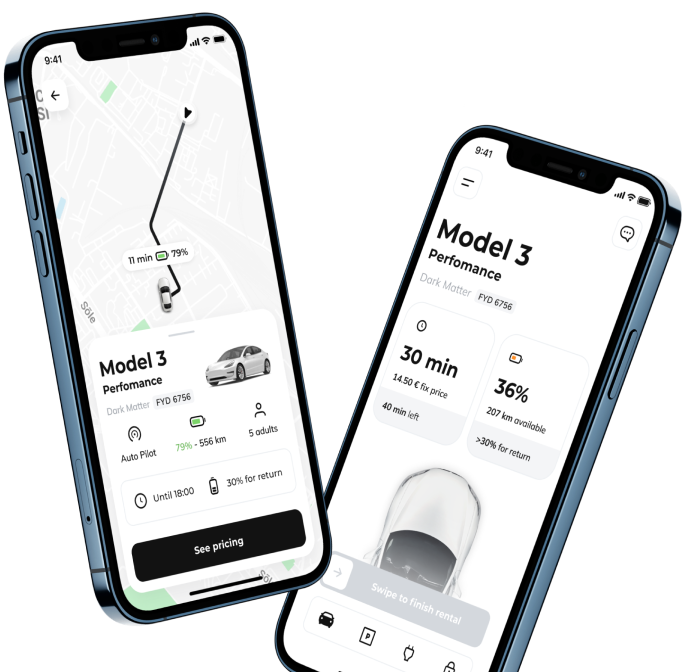 9:41
11 min 79%
Söle
Model 3
Perfomance
Dark Matter FYD 6756
Auto Pilot
79% - 556 km
5 adults
Until 18:00
30% for return
See pricing
9:41
Model 3
Perfomance
Dark Matter FYD 6756
30 min
14.50 € fix price
40 min left
36%
207 km available
>30% for return
Swipe to finish rental
P